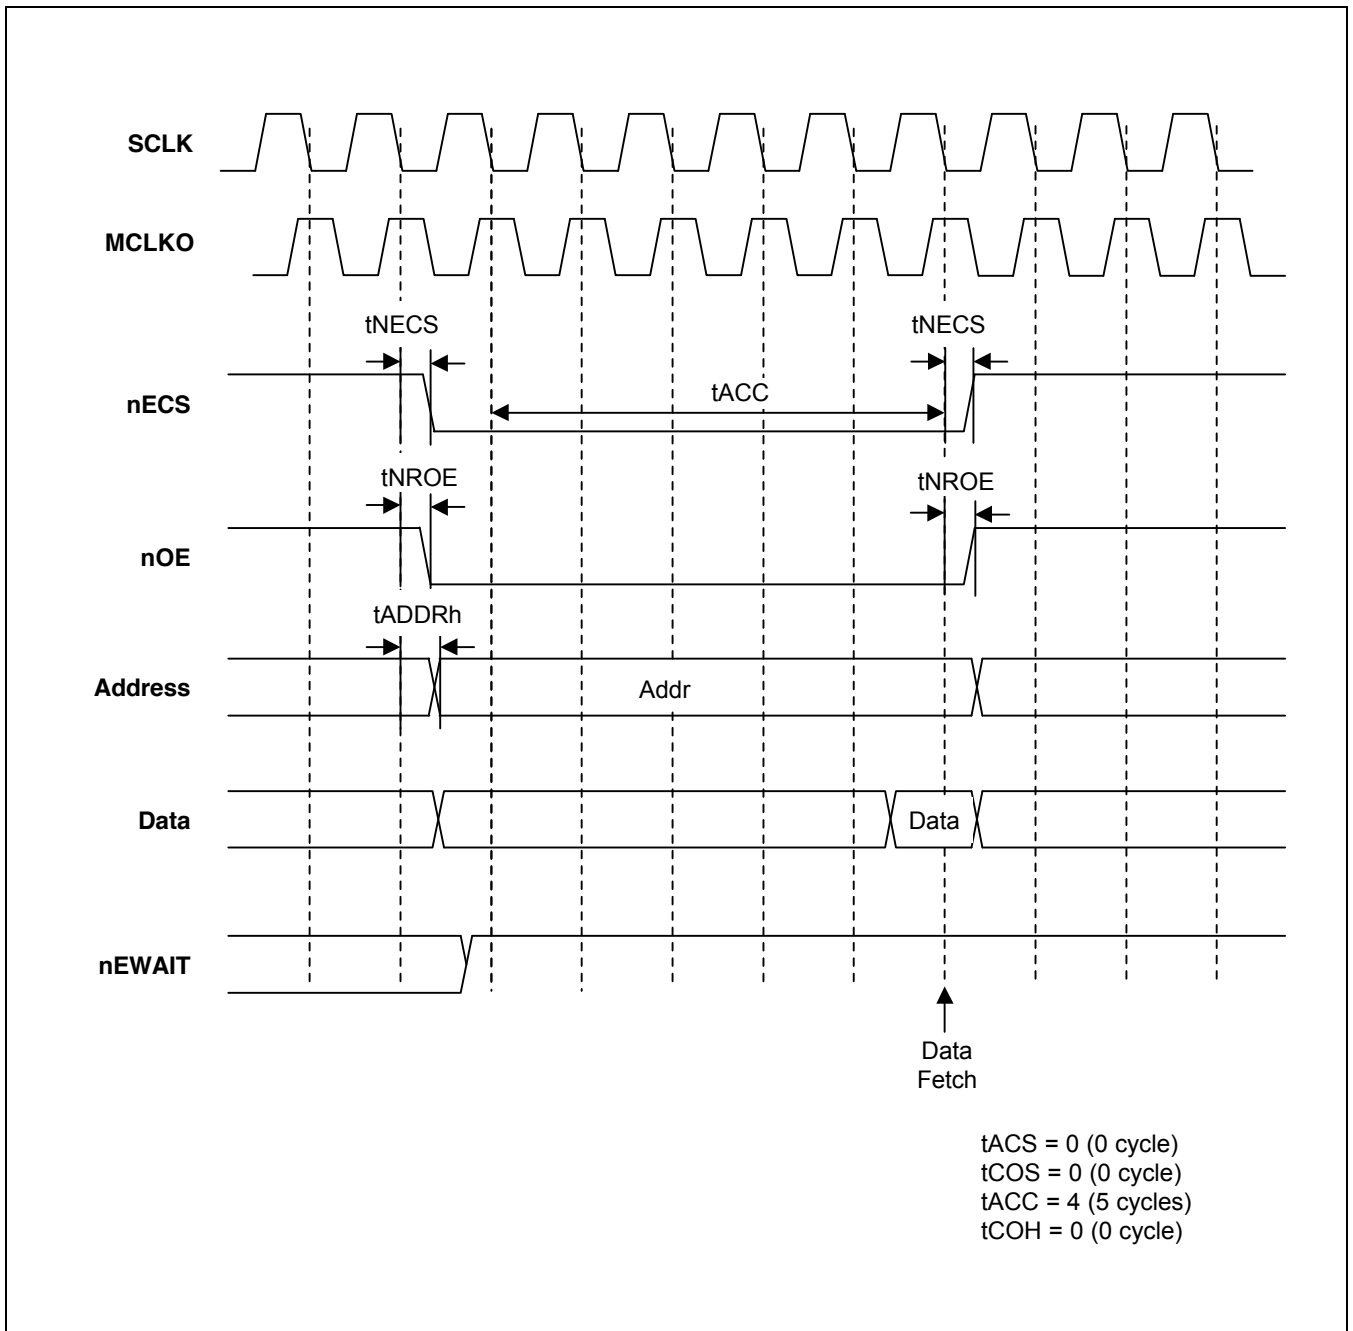 SCLK
MCLKO
tNECS
tNECS
nECS
tACC
tNROE
tNROE
nOE
tADDRh
Address
Addr
Data
Data
nEWAIT
Data
Fetch
tACS = 0 (0 cycle)
tCOS = 0 (0 cycle)
tACC = 4 (5 cycles)
tCOH = 0 (0 cycle)